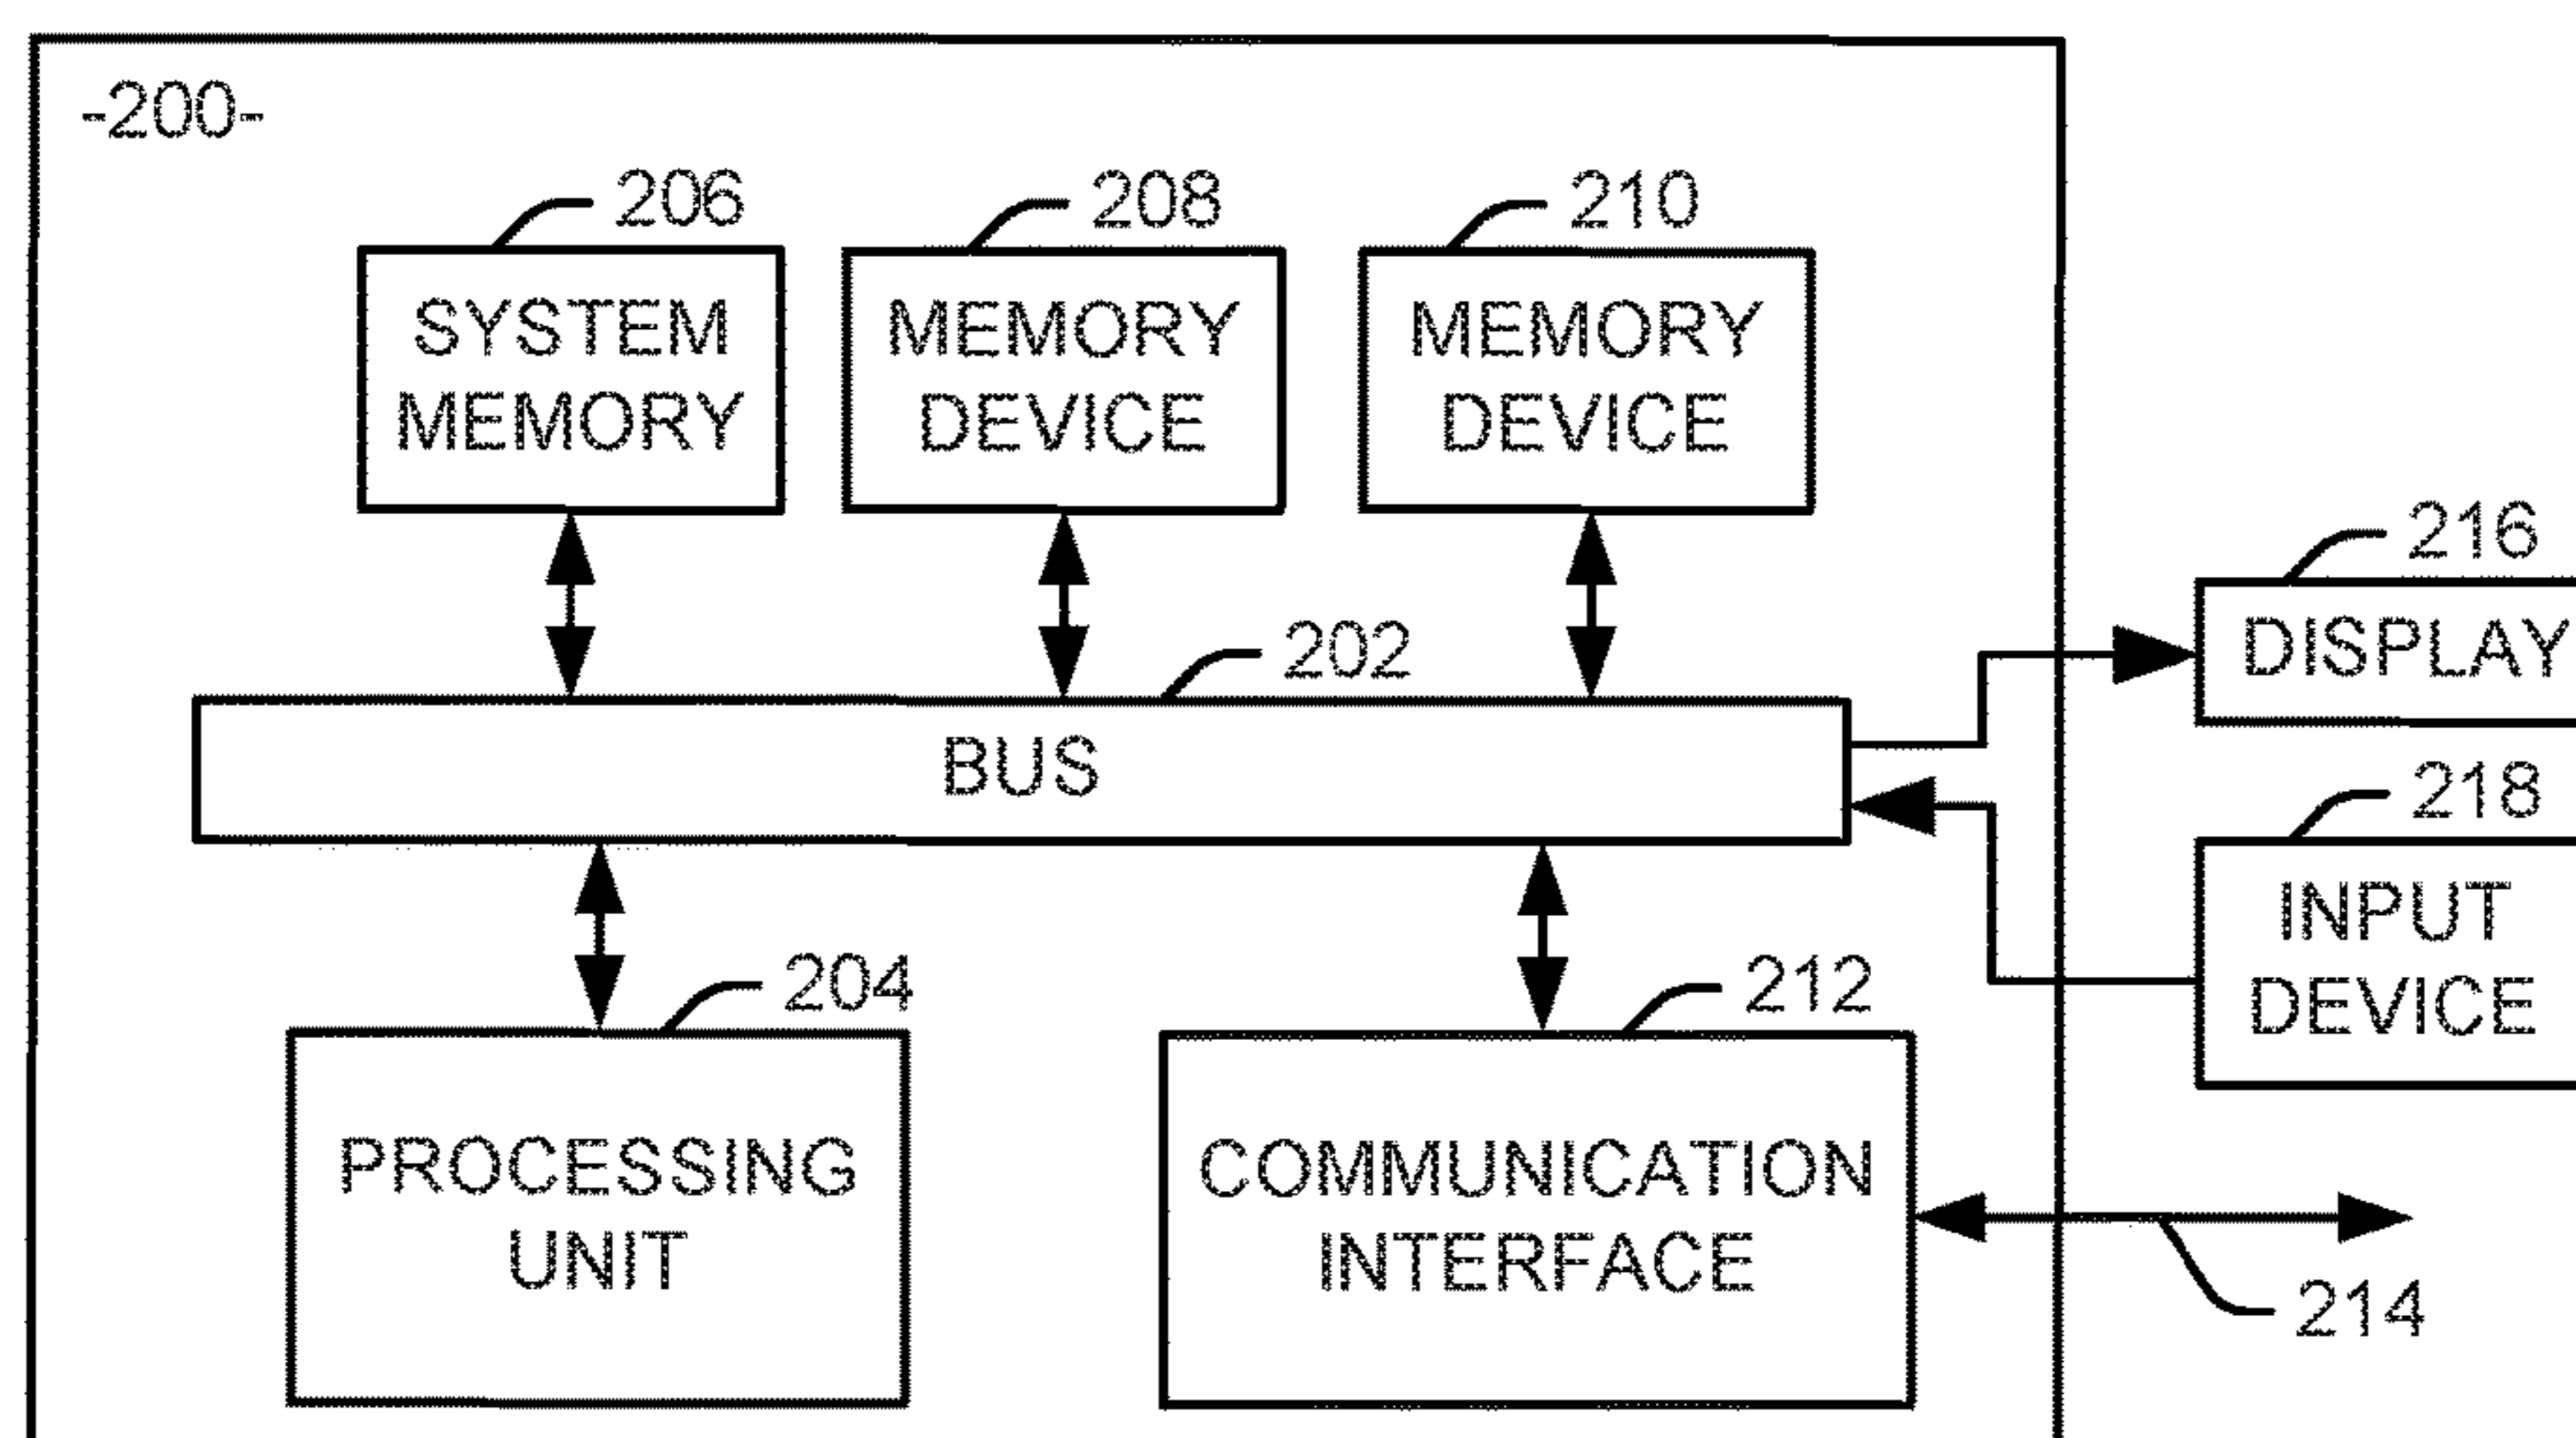 -200-
206
208
210
SYSTEM
MEMORY
MEMORY
DEVICE
MEMORY
DEVICE
216
DISPLAY
202
BUS
218
INPUT
DEVICE
204
212
PROCESSING
UNIT
COMMUNICATION
INTERFACE
214